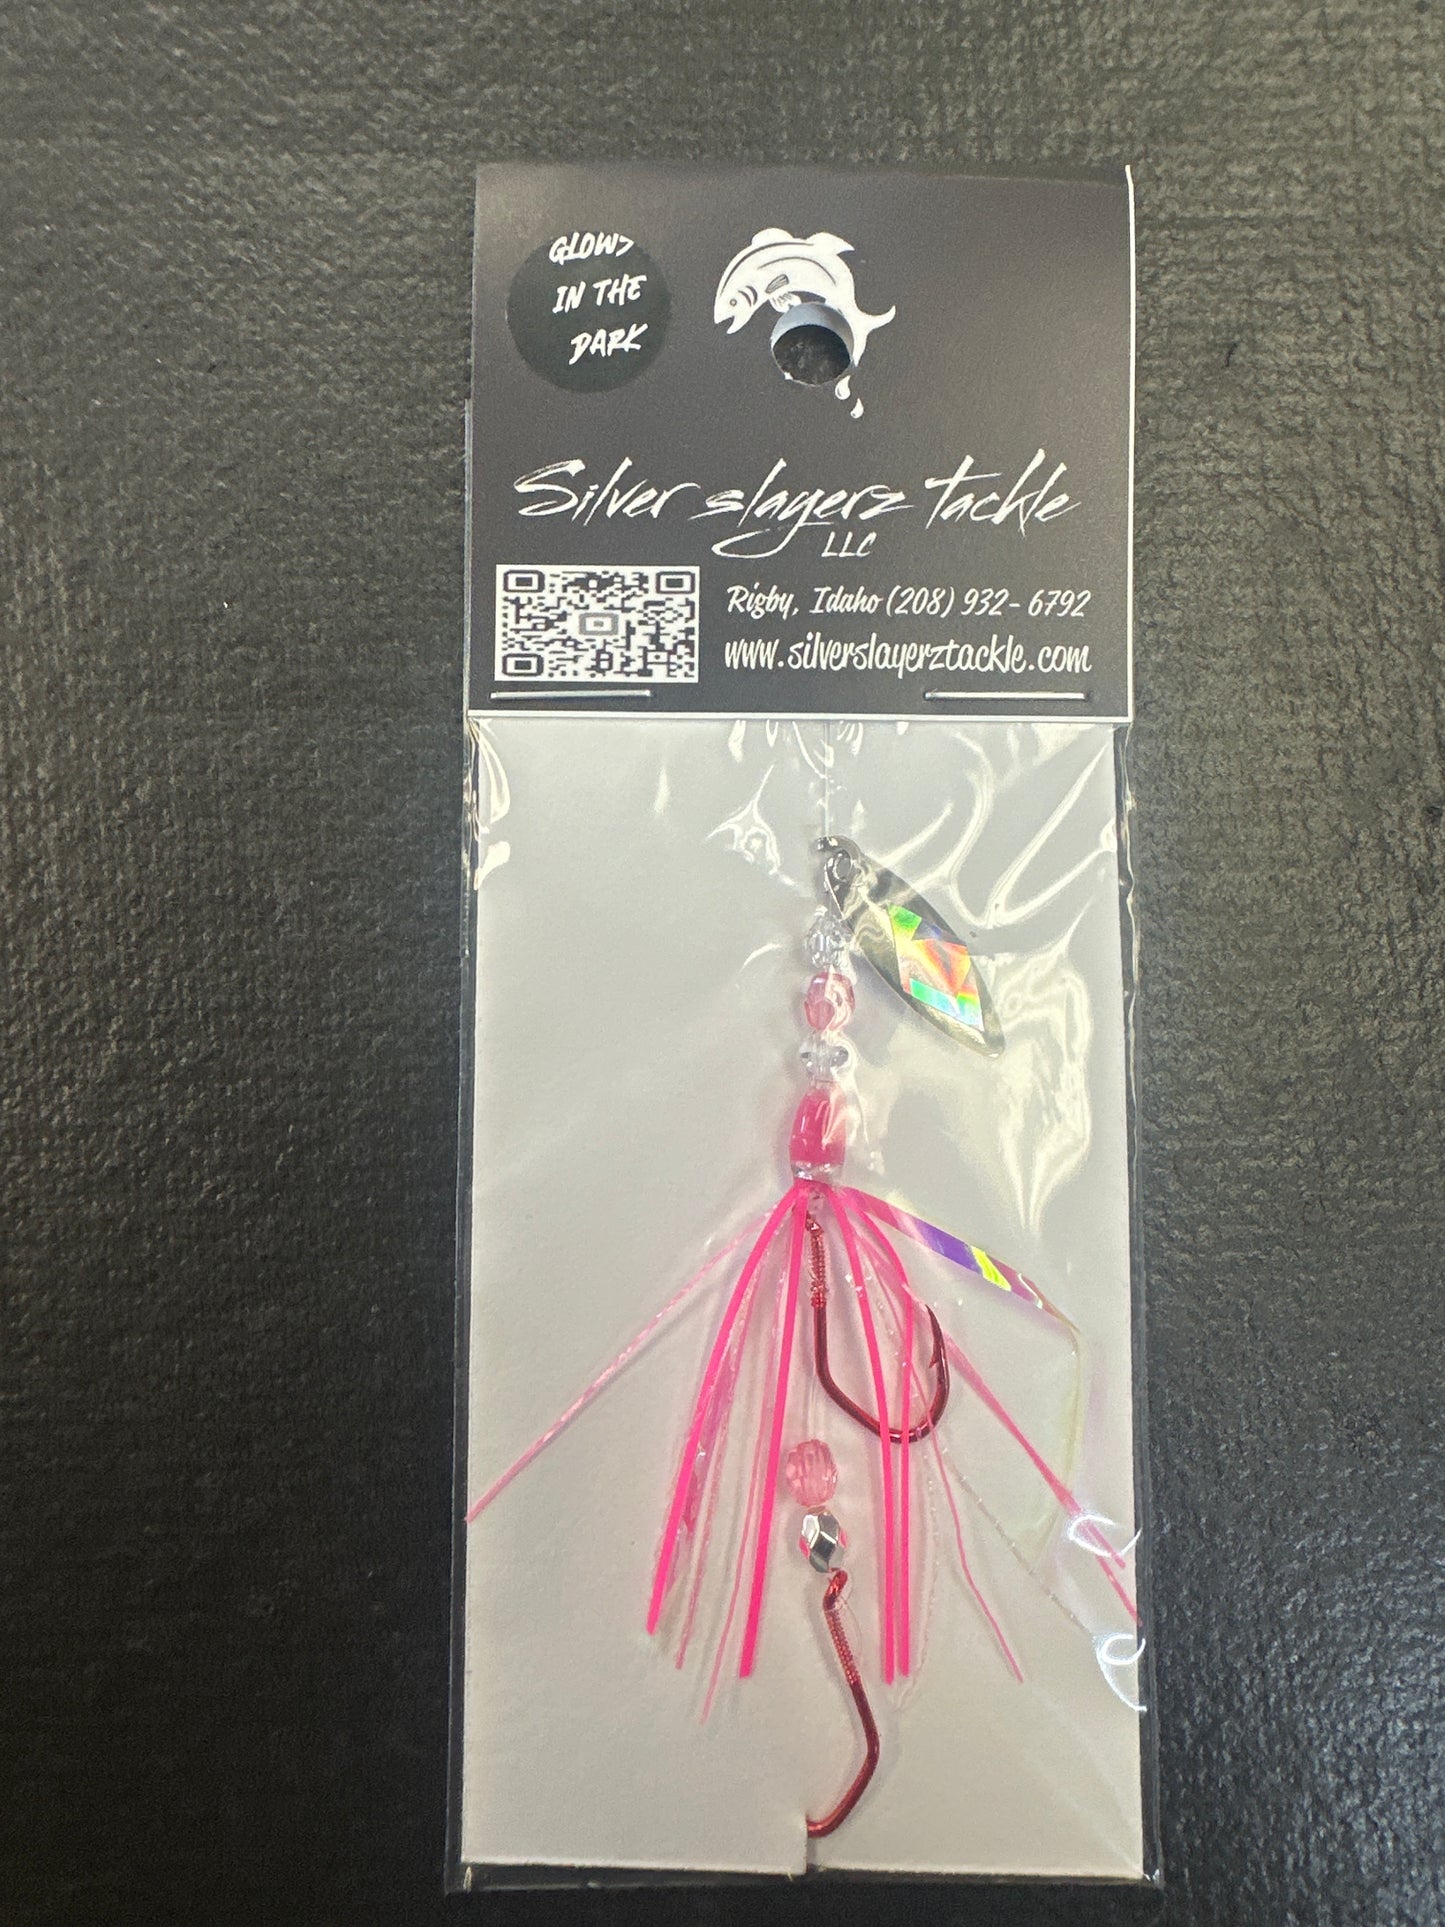 GLOWS
IN THE
DARK
Silver slayerz tackle
LLC
Rigby, Idaho (208) 932-6792
www.silverslayerztackle.com